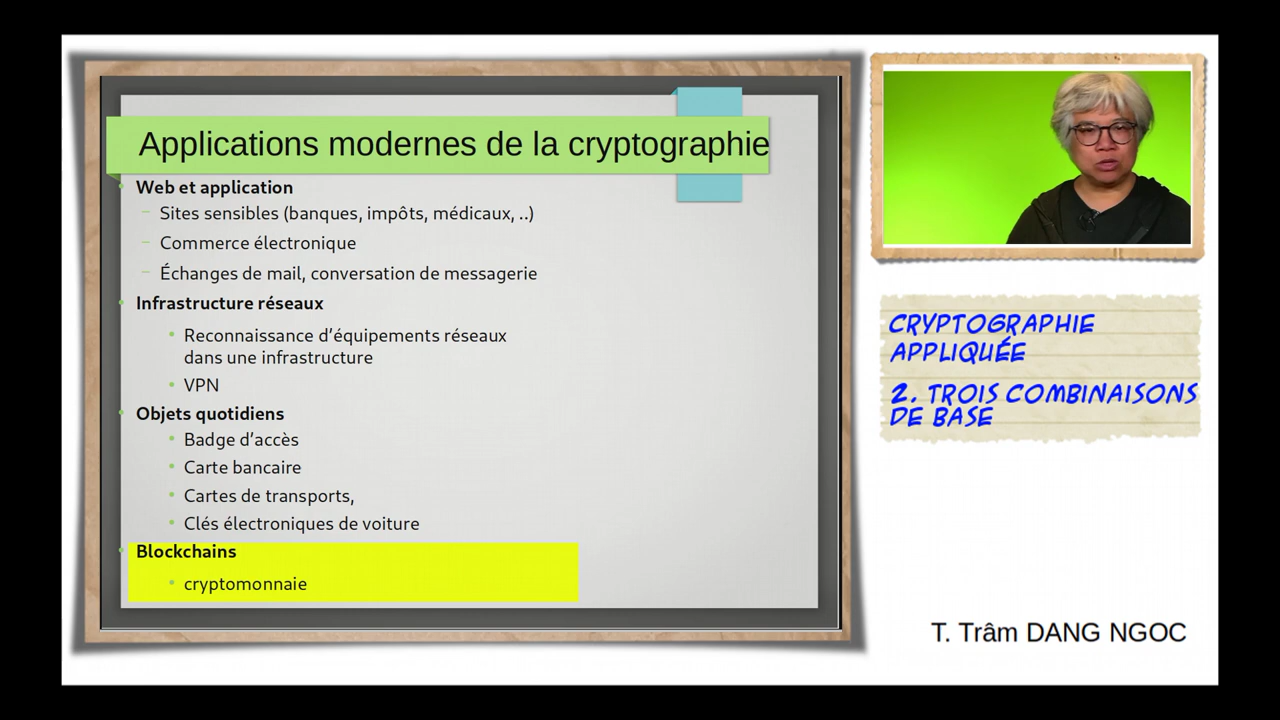 Applications modernes de la cryptographie
Web et application
Sites sensibles (banques, impôts, médicaux, ..)
Commerce électronique
Échanges de mail, conversation de messagerie
Infrastructure réseaux
Reconnaissance d’équipements réseaux
dans une infrastructure
VPN
Objets quotidiens
Badge d’accès
Carte bancaire
Cartes de transports,
Clés électroniques de voiture
Blockchains
cryptomonnaie
CRYPTOGRAPHIE
APPLIQUÉE
2. TROIS COMBINAISONS
DE BASE
T. Trâm DANG NGOC